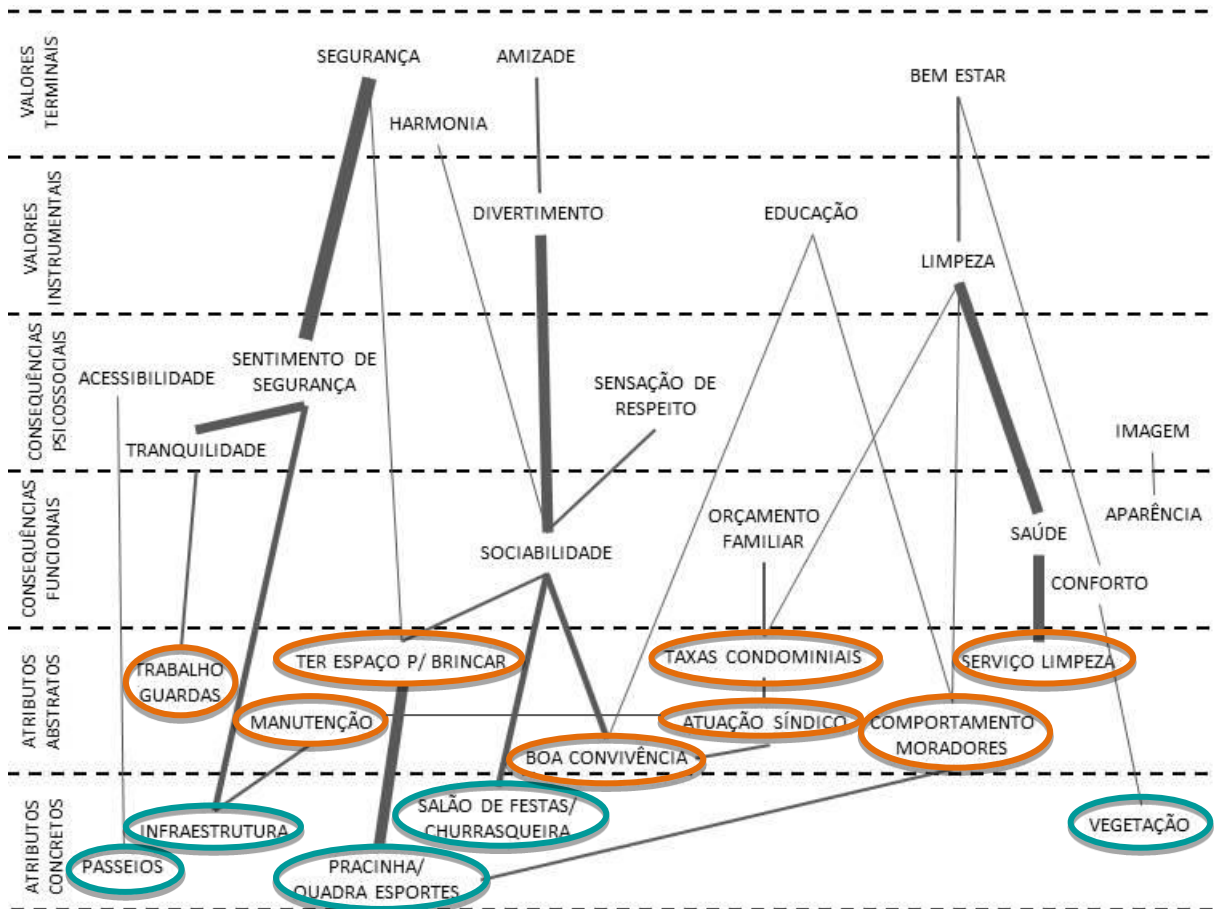 VALORES
TERMINAIS
SEGURANÇA
AMIZADE
BEM ESTAR
HARMONIA
VALORES
INSTRUMENTAIS
DIVERTIMENTO
EDUCAÇÃO
LIMPEZA
CONSEQUÊNCIAS
PSICOSSOCIAIS
ACESSIBILIDADE
SENTIMENTO DE
SEGURANÇA
SENSAÇÃO DE
RESPEITO
TRANQUILIDADE
IMAGEM
CONSEQUÊNCIAS
FUNCIONAIS
SOCIABILIDADE
ORÇAMENTO
FAMILIAR
SAÚDE
APARÊNCIA
CONFORTO
ATRIBUTOS
ABSTRATOS
TRABALHO
GUARDAS
TER ESPAÇO P/ BRINCAR
TAXAS CONDOMINIAIS
SERVIÇO LIMPEZA
MANUTENÇÃO
ATUAÇÃO SÍNDICO
COMPORTAMENTO
MORADORES
BOA CONVIVÊNCIA
ATRIBUTOS
CONCRETOS
INFRAESTRUTURA
SALÃO DE FESTAS/
CHURRASQUEIRA
VEGETAÇÃO
PASSEIOS
PRACINHA/
QUADRA ESPORTES